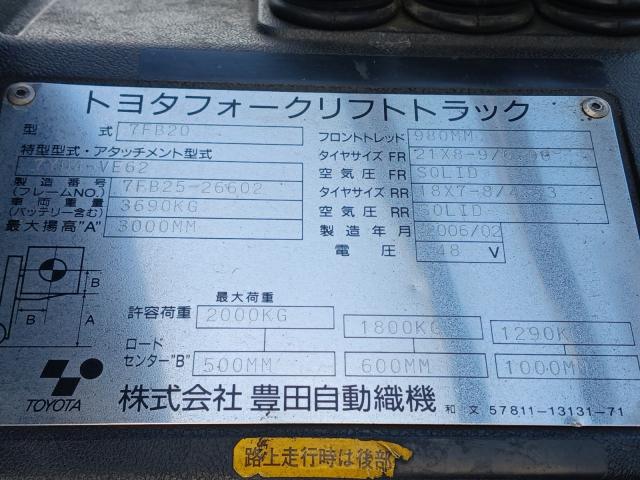 トヨタフォークリフトトラック
型式 7FB20
特型型式・アタッチメント型式
VE62
製造番号(フレームNO.) 7FB25-26602
車両重量(バッテリー含む) 3690KG
最大揚高"A" 3000MM
フロントトレッド 980MM
タイヤサイズ FR 21X8-9/
空気圧 FR SOLID
タイヤサイズ RR 18X7-8/
空気圧 RR SOLID
製造年月 2006/02
電圧 48 V
B
B
A
最大荷重
許容荷重 2000KG 1800KG 1290K
ロードセンター"B" 500MM 600MM 1000MM
TOYOTA
株式会社 豊田自動織機
和文 57811-13131-71
路上走行時は後部